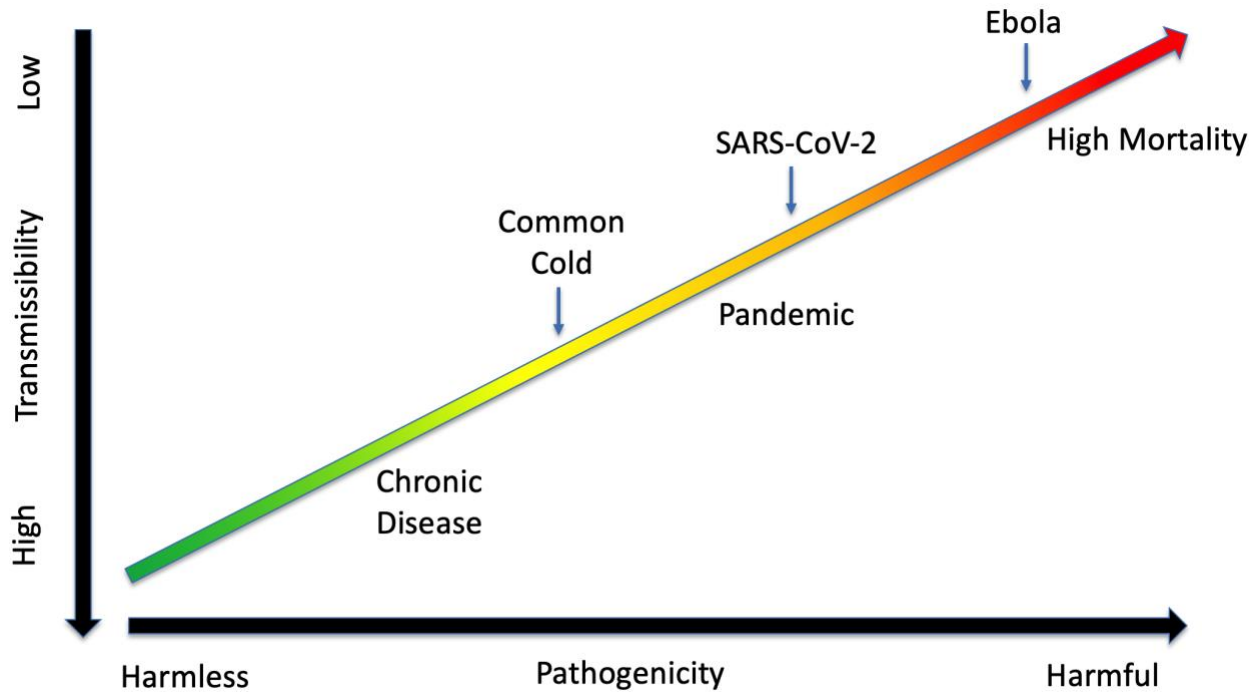 Ebola
Low
High Mortality
SARS-CoV-2
Common
Cold
Transmissibility
Pandemic
Chronic
Disease
High
Harmless
Pathogenicity
Harmful